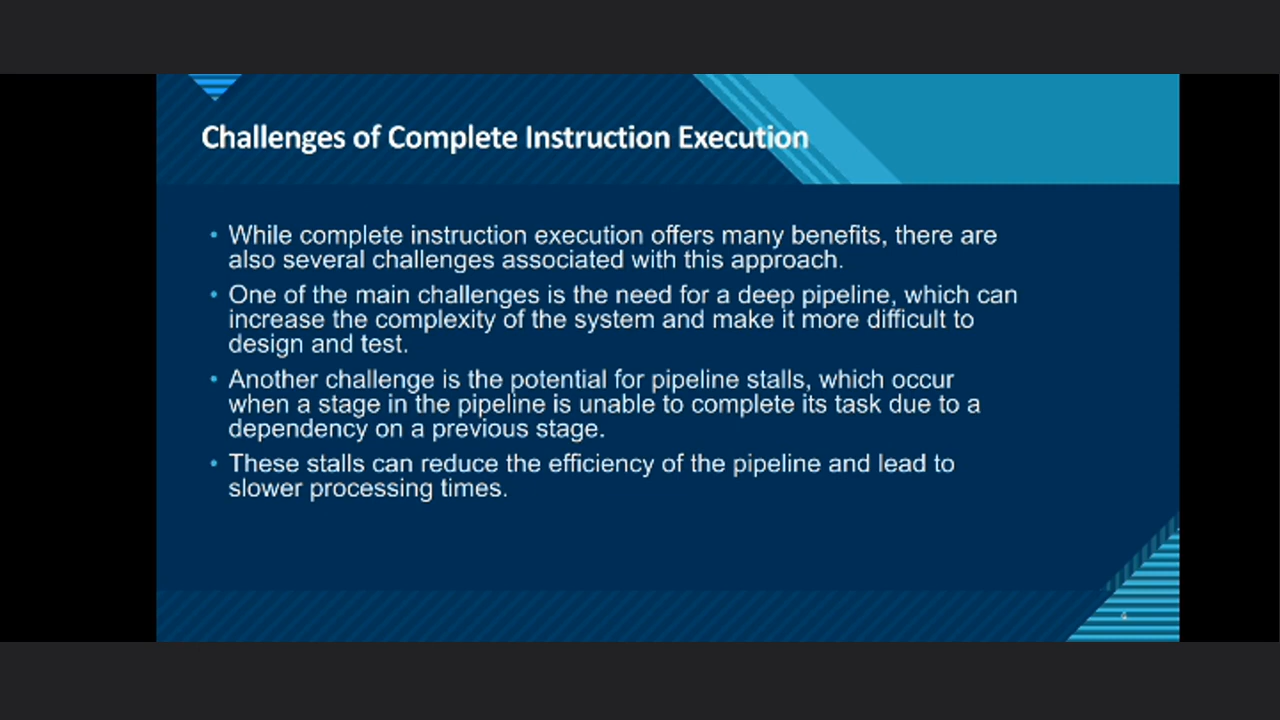 Challenges of Complete Instruction Execution
• While complete instruction execution offers many benefits, there are
also several challenges associated with this approach.
• One of the main challenges is the need for a deep pipeline, which can
increase the complexity of the system and make it more difficult to
design and test.
• Another challenge is the potential for pipeline stalls, which occur
when a stage in the pipeline is unable to complete its task due to a
dependency on a previous stage.
• These stalls can reduce the efficiency of the pipeline and lead to
slower processing times.